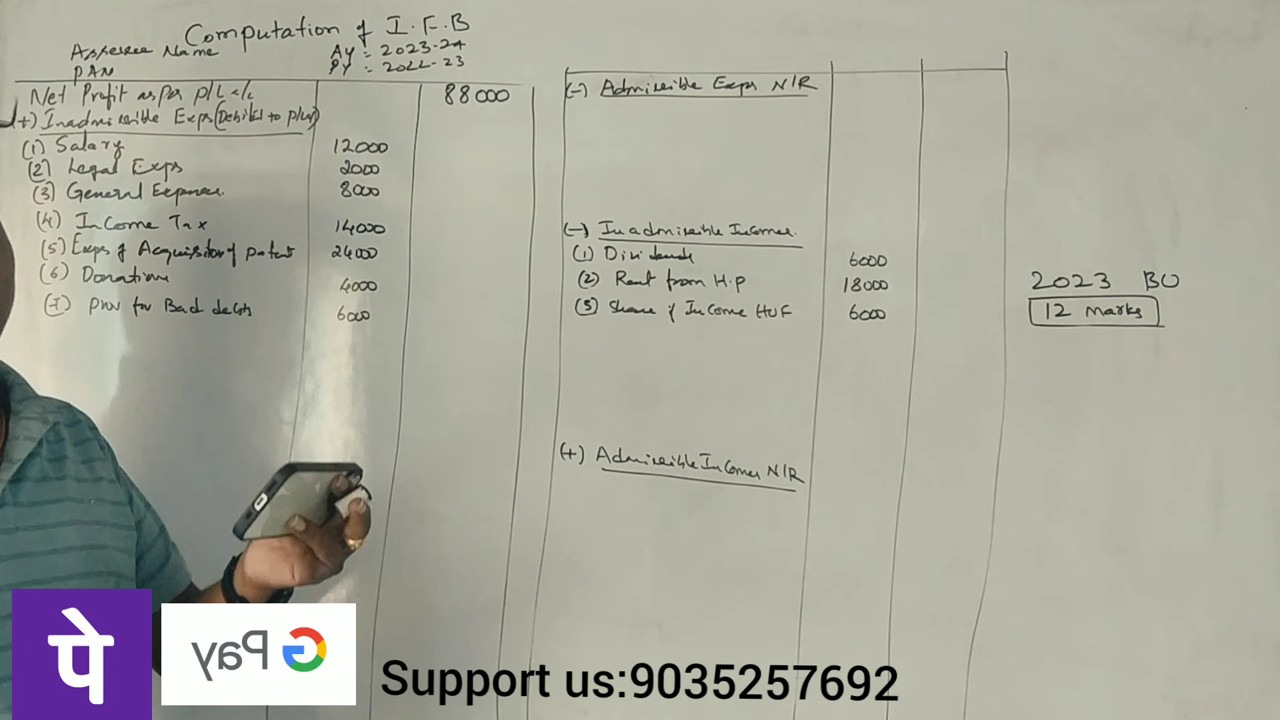 Computation of I.F.B
Assessee Name
AY : 2023-24
PAN
PY : 2022-23
Net Profit as per P/L a/c 88000
(+) Inadmissible Exps (Debited to P/L a/c)
(1) Salary 12000
(2) Legal Exps 2000
(3) General Expenses 8000
(4) Income Tax 14000
(5) Exps of Acquisition of patent 24000
(6) Donations 4000
(7) Prov for Bad debts 6000
(-) Admissible Exps N/R
(-) Inadmissible Incomes.
(1) Dividends 6000
(2) Rent from H.P 18000
(3) Share of Income HUF 6000
(+) Admissible Incomes N/R
2023 BU
12 Marks
पे
G Pay
Support us:9035257692